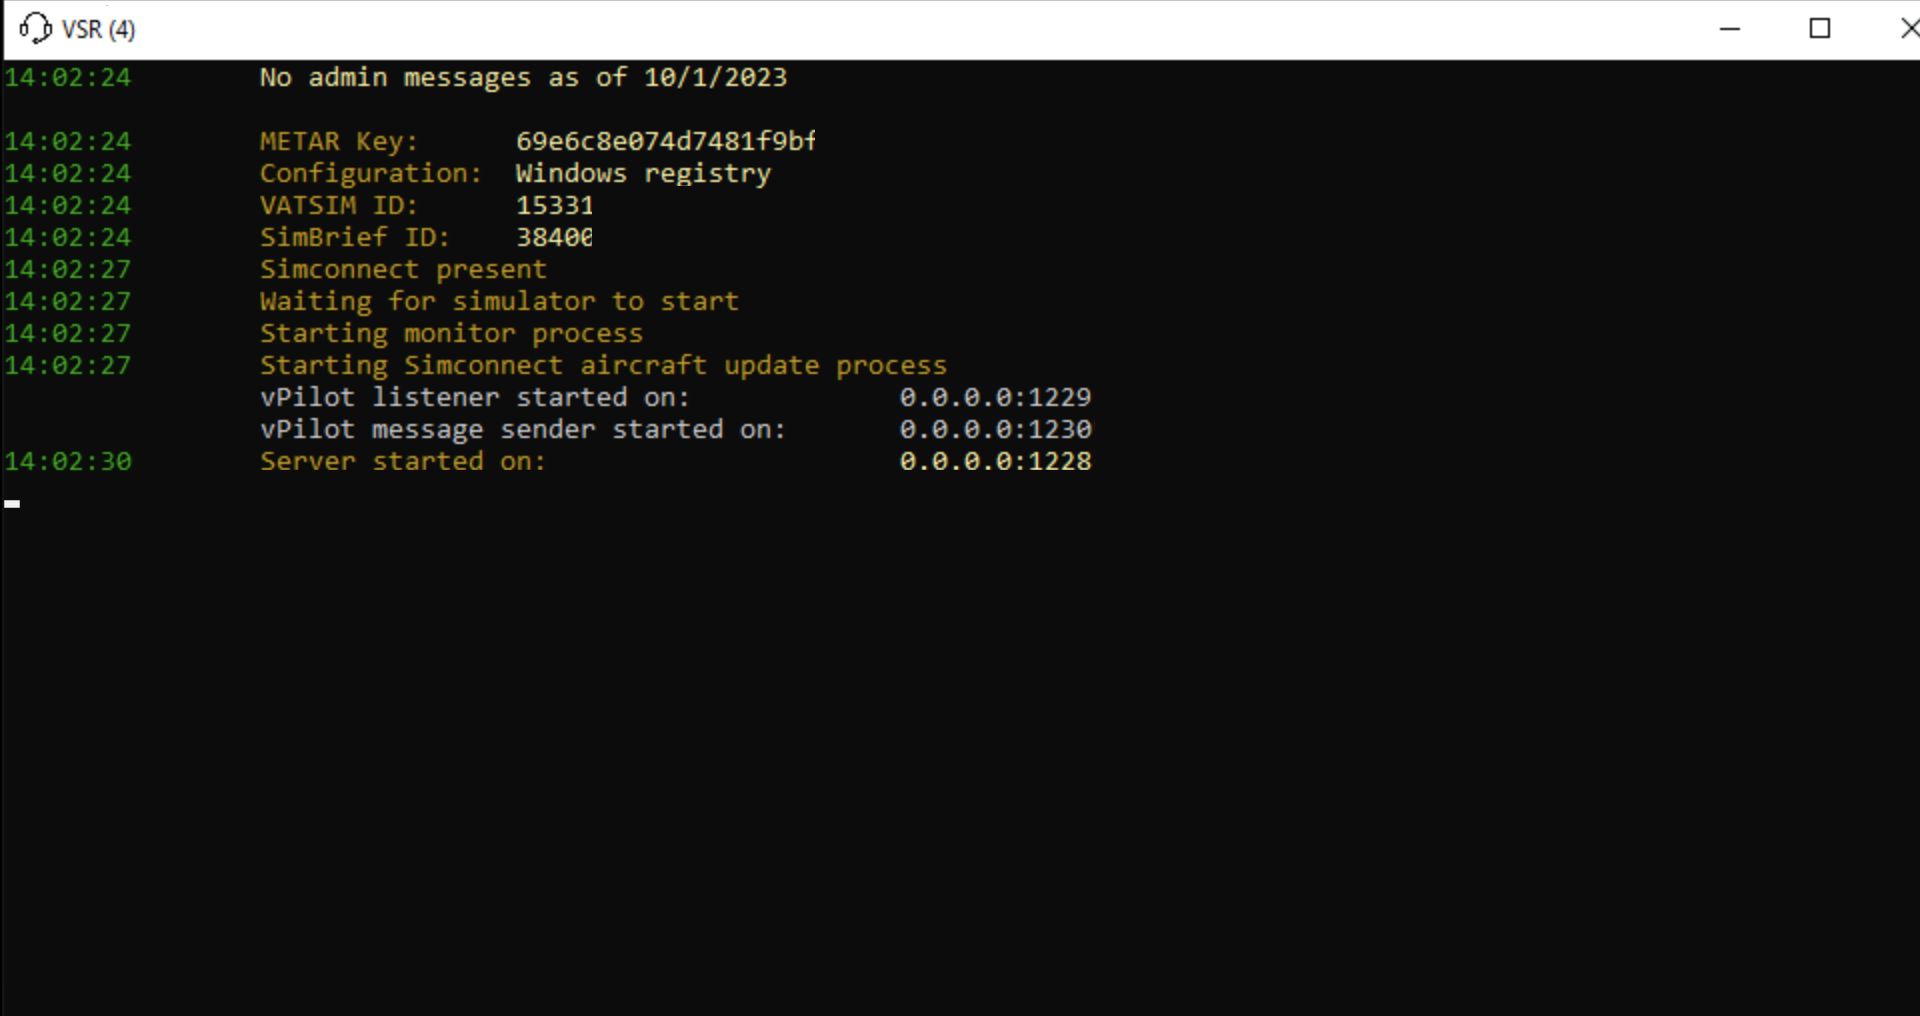 VSR (4)
14:02:24 No admin messages as of 10/1/2023
14:02:24 METAR Key: 69e6c8e074d7481f9bf
14:02:24 Configuration: Windows registry
14:02:24 VATSIM ID: 15331
14:02:24 SimBrief ID: 38400
14:02:27 Simconnect present
14:02:27 Waiting for simulator to start
14:02:27 Starting monitor process
14:02:27 Starting Simconnect aircraft update process
vPilot listener started on: 0.0.0.0:1229
vPilot message sender started on: 0.0.0.0:1230
14:02:30 Server started on: 0.0.0.0:1228